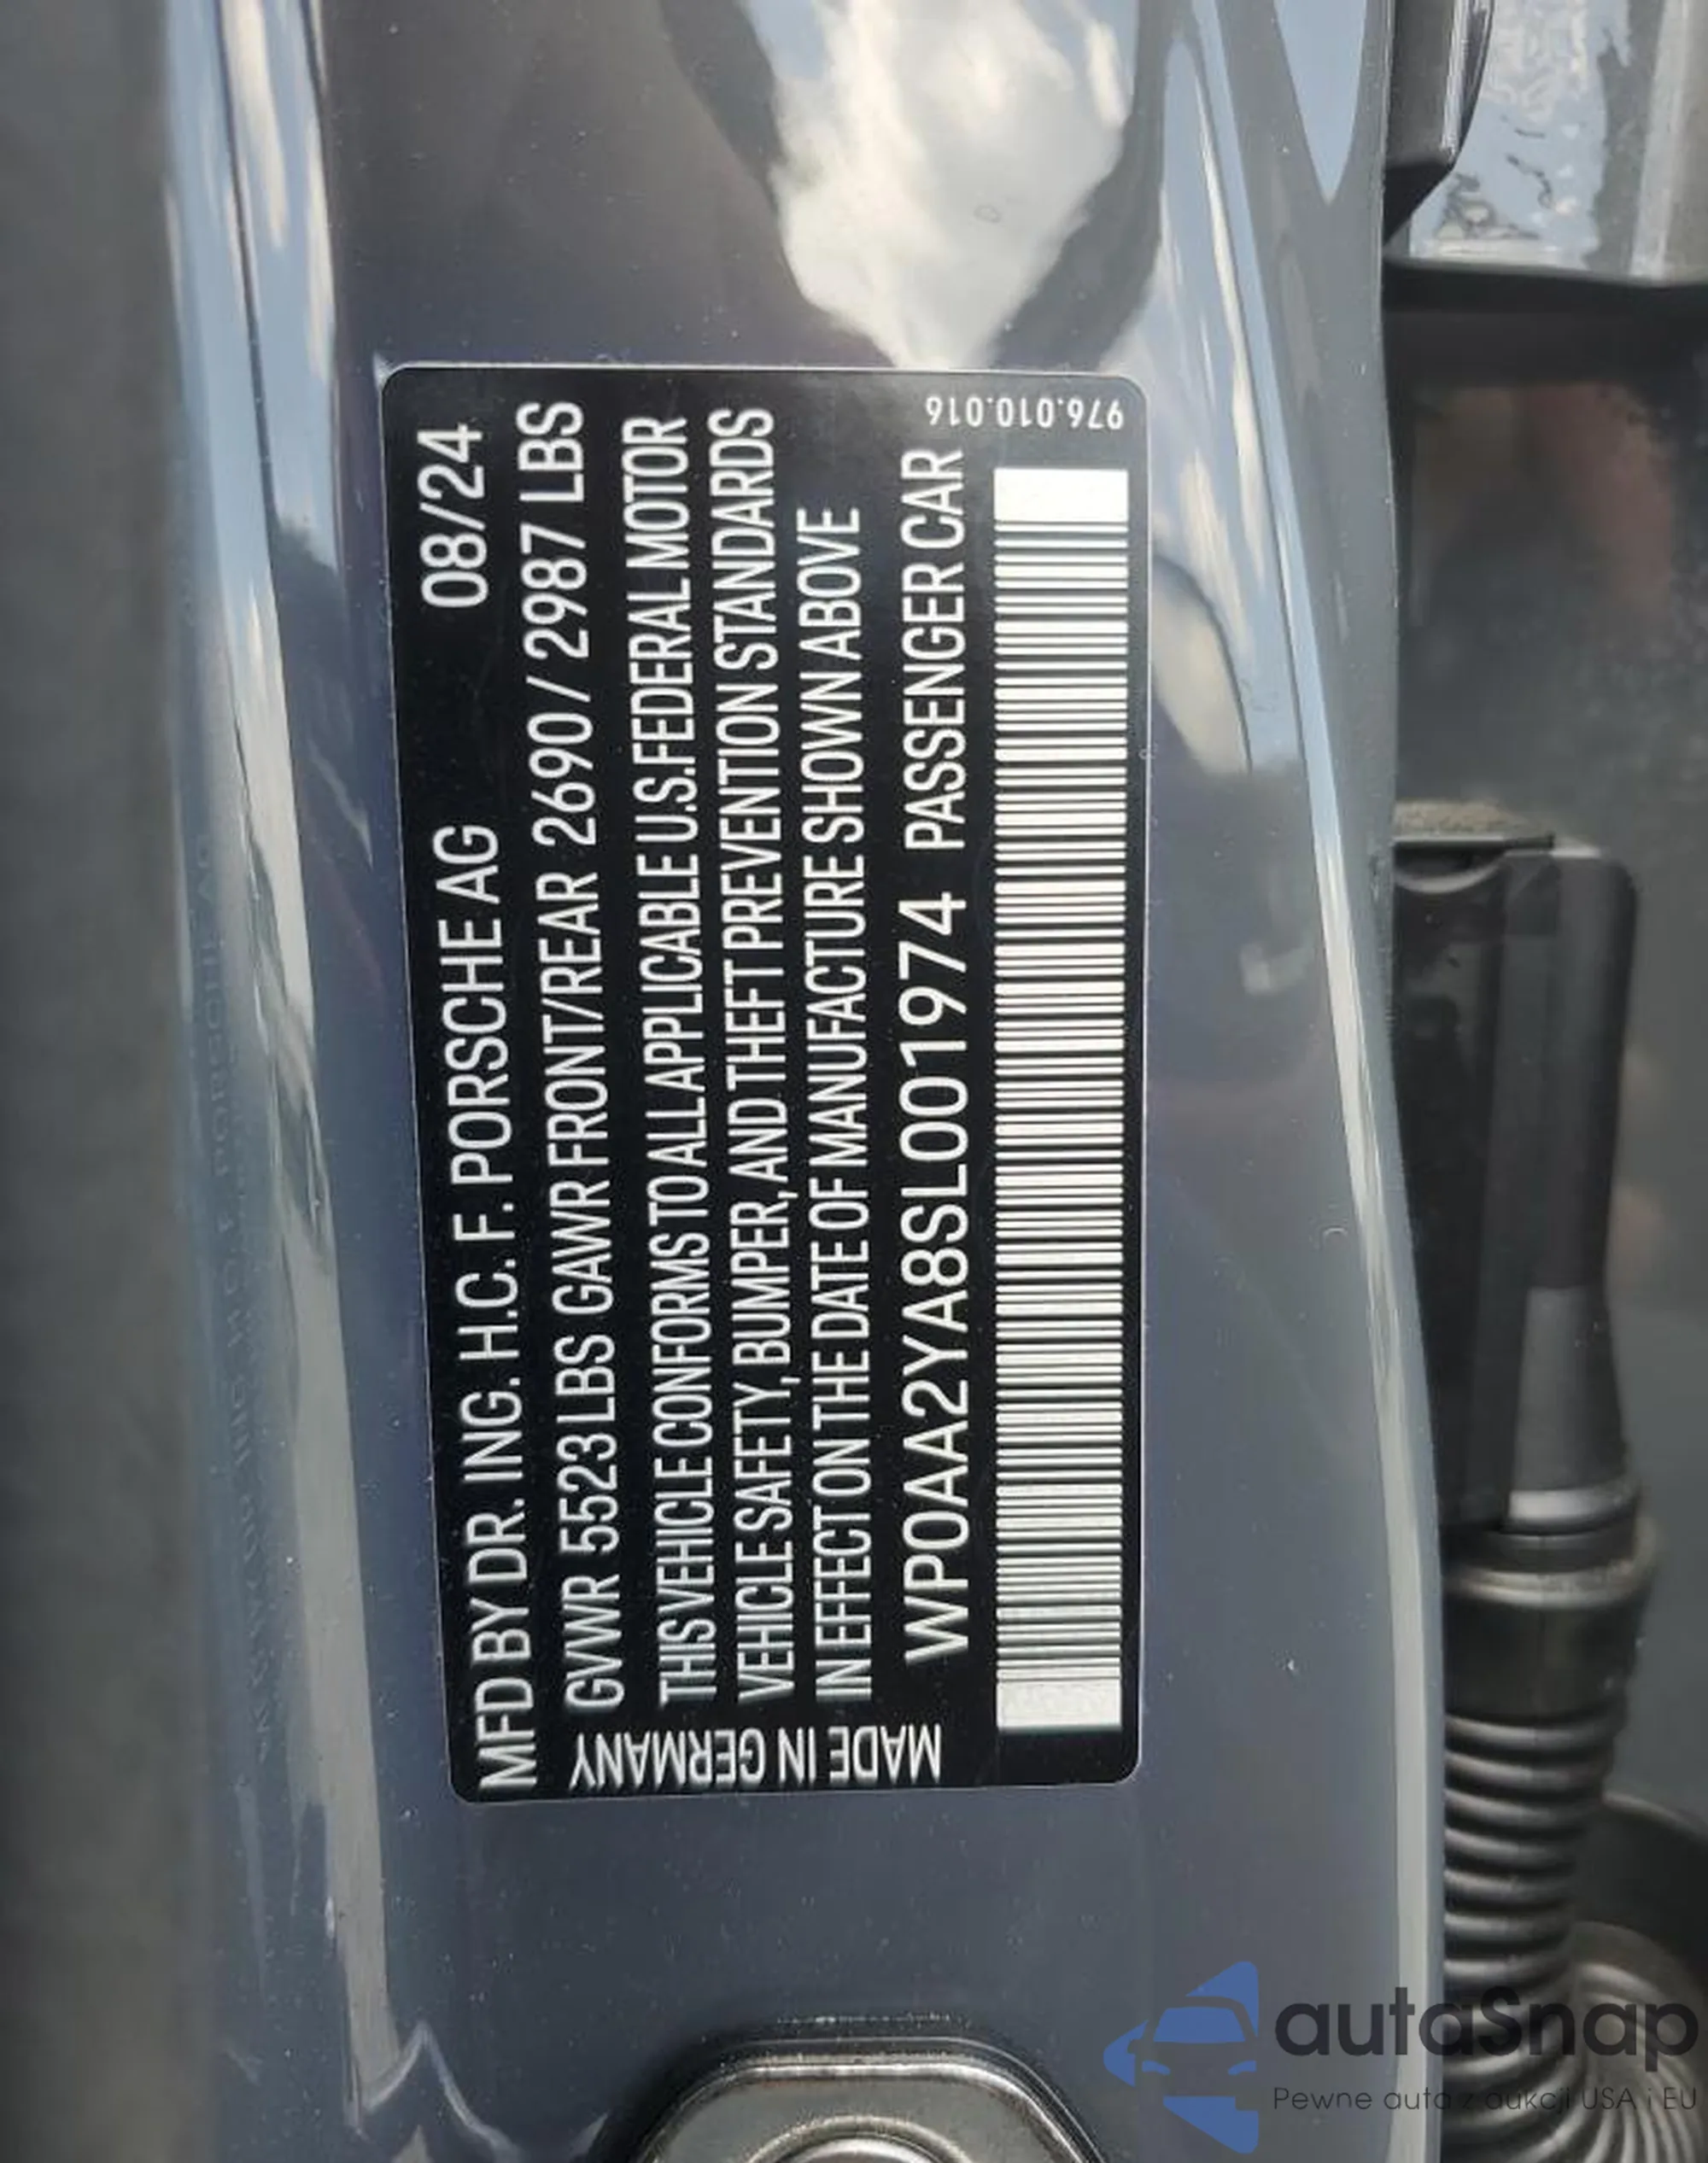 MFD BY DR. ING. H.C. F. PORSCHE AG 08/24
GVWR 5523 LBS GAWR FRONT/REAR 2690 / 2987 LBS
THIS VEHICLE CONFORMS TO ALL APPLICABLE U.S. FEDERAL MOTOR
VEHICLE SAFETY, BUMPER, AND THEFT PREVENTION STANDARDS
IN EFFECT ON THE DATE OF MANUFACTURE SHOWN ABOVE
WP0AA2YA8SL001974 PASSENGER CAR
MADE IN GERMANY
976.010.016
autaSnap
Pewne auta z aukcji USA i EU